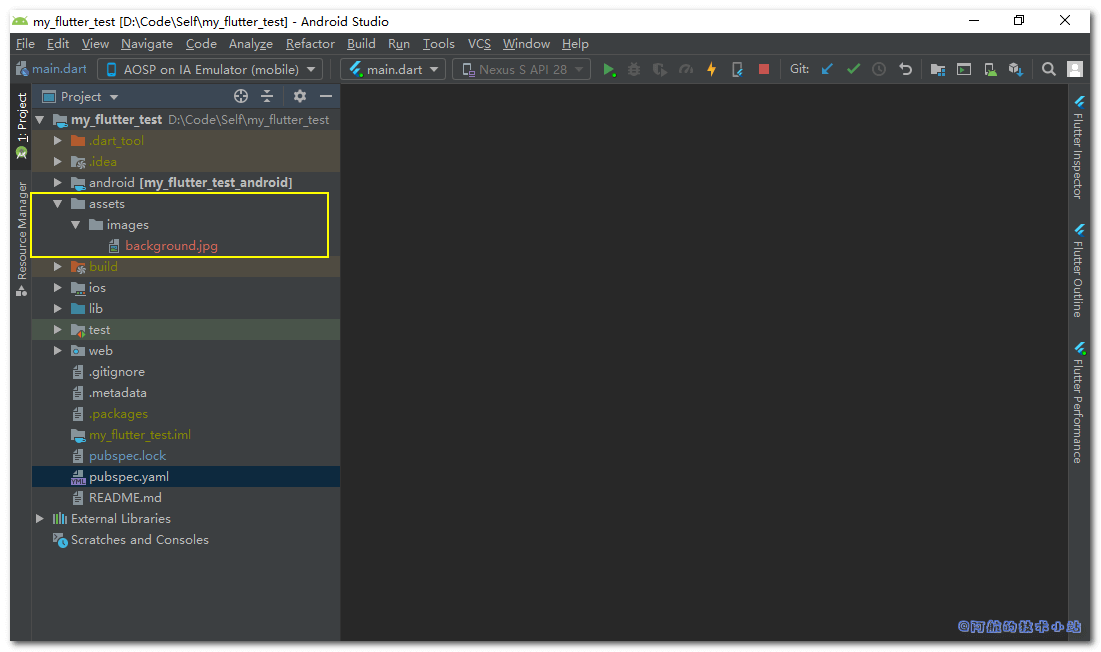 my_flutter_test [D:\Code\Self\my_flutter_test] - Android Studio
File Edit View Navigate Code Analyze Refactor Build Run Tools VCS Window Help
main.dart AOSP on IA Emulator (mobile) main.dart Nexus S API 28 Git:
Project
1: Project
Resource Manager
my_flutter_test D:\Code\Self\my_flutter_test
.dart_tool
.idea
android [my_flutter_test_android]
assets
images
background.jpg
build
ios
lib
test
web
.gitignore
.metadata
.packages
my_flutter_test.iml
pubspec.lock
pubspec.yaml
README.md
External Libraries
Scratches and Consoles
Flutter Inspector
Flutter Outline
Flutter Performance
@阿航的技术小站